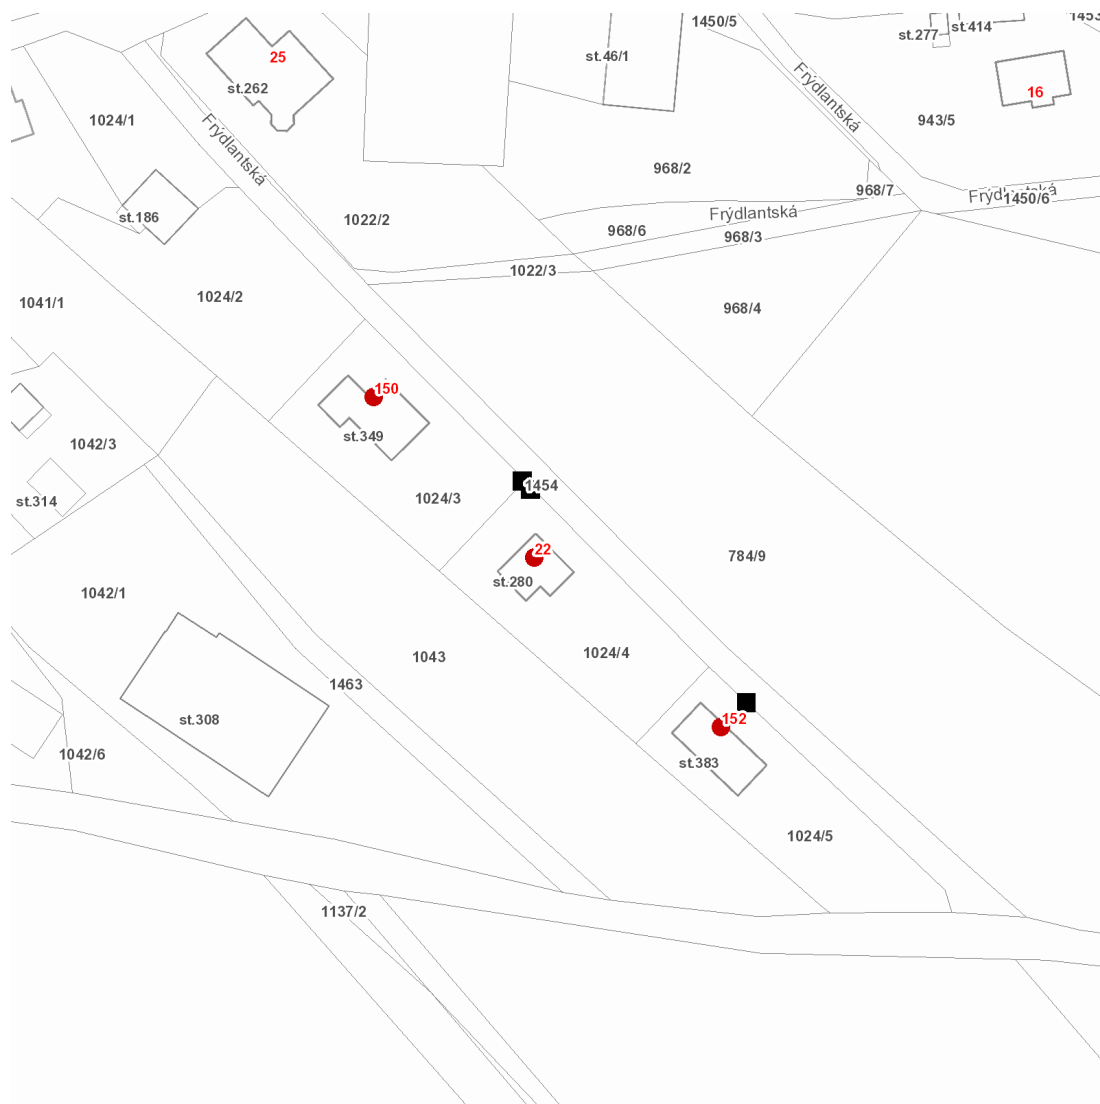 1450/5
1453
st.277
st.414
25
st.46/1
st.262
16
Frýdlantská
1024/1
943/5
Frýdlantská
968/2
968/7
Frýdlantská
1450/6
st.186
1022/2
Frýdlantská
968/6
968/3
1022/3
1024/2
1041/1
968/4
150
st.349
1042/3
1454
1024/3
st.314
22
784/9
st.280
1042/1
1024/4
1043
1463
st.308
152
1042/6
st.383
1024/5
1137/2